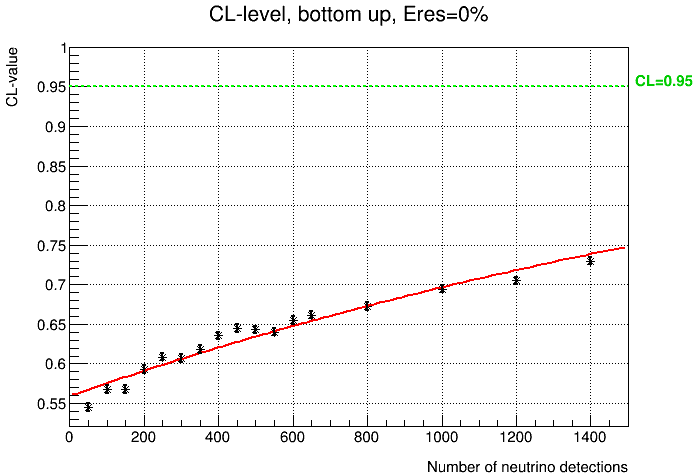 CL-level, bottom up, Eres=0%
CL-value
1
0.95
CL=0.95
0.9
0.85
0.8
0.75
0.7
0.65
0.6
0.55
0 200 400 600 800 1000 1200 1400
Number of neutrino detections